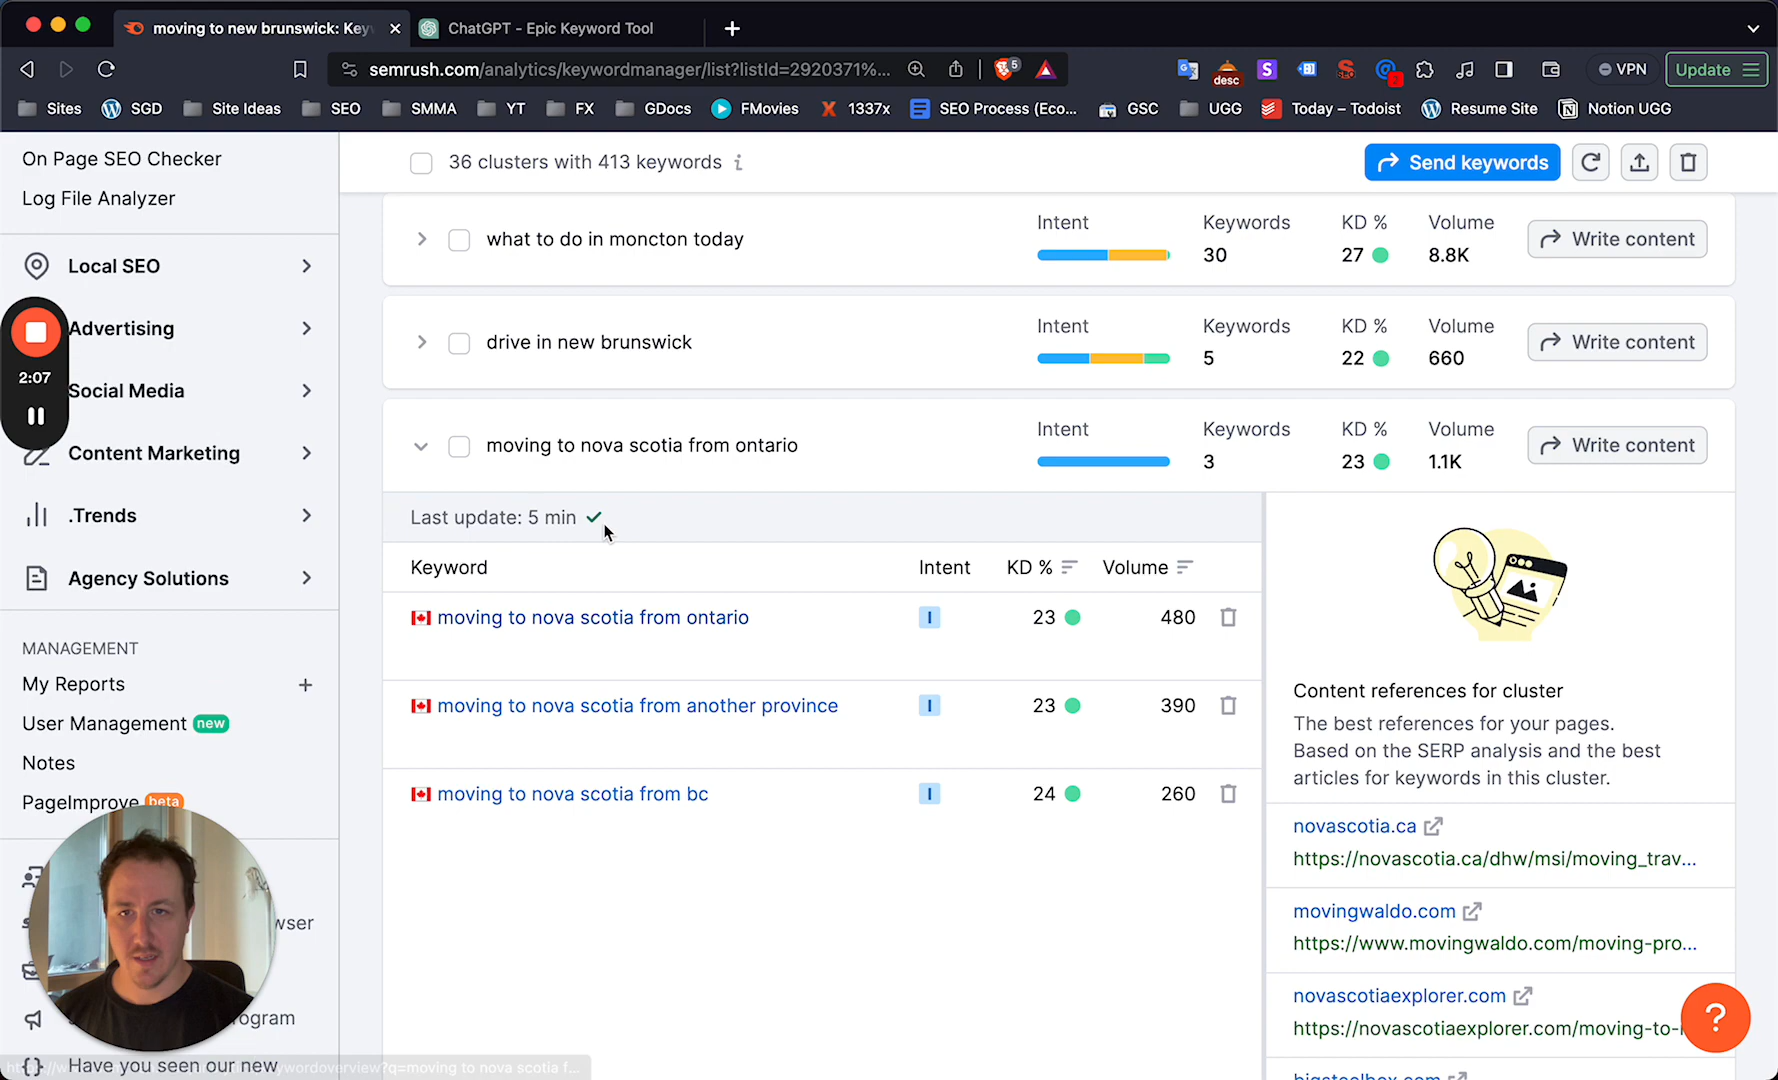 moving to new brunswick: Key
ChatGPT - Epic Keyword Tool
semrush.com/analytics/keywordmanager/list?listId=2920371%...
5
desc
VPN
Update
Sites
SGD
Site Ideas
SEO
SMMA
YT
FX
GDocs
FMovies
1337x
SEO Process (Eco...
GSC
UGG
Today – Todoist
Resume Site
Notion UGG
On Page SEO Checker
Log File Analyzer
Local SEO
Advertising
Social Media
Content Marketing
.Trends
Agency Solutions
MANAGEMENT
My Reports
User Management new
Notes
PageImprove beta
wser
rogram
Have you seen our new
2:07
36 clusters with 413 keywords
Send keywords
what to do in moncton today
Intent
Keywords
30
KD %
27
Volume
8.8K
Write content
drive in new brunswick
Intent
Keywords
5
KD %
22
Volume
660
Write content
moving to nova scotia from ontario
Intent
Keywords
3
KD %
23
Volume
1.1K
Write content
Last update: 5 min
Keyword Intent KD % Volume
moving to nova scotia from ontario I 23 480
moving to nova scotia from another province I 23 390
moving to nova scotia from bc I 24 260
Content references for cluster
The best references for your pages.
Based on the SERP analysis and the best
articles for keywords in this cluster.
novascotia.ca
https://novascotia.ca/dhw/msi/moving_trav...
movingwaldo.com
https://www.movingwaldo.com/moving-pro...
novascotiaexplorer.com
https://novascotiaexplorer.com/moving-to-
?